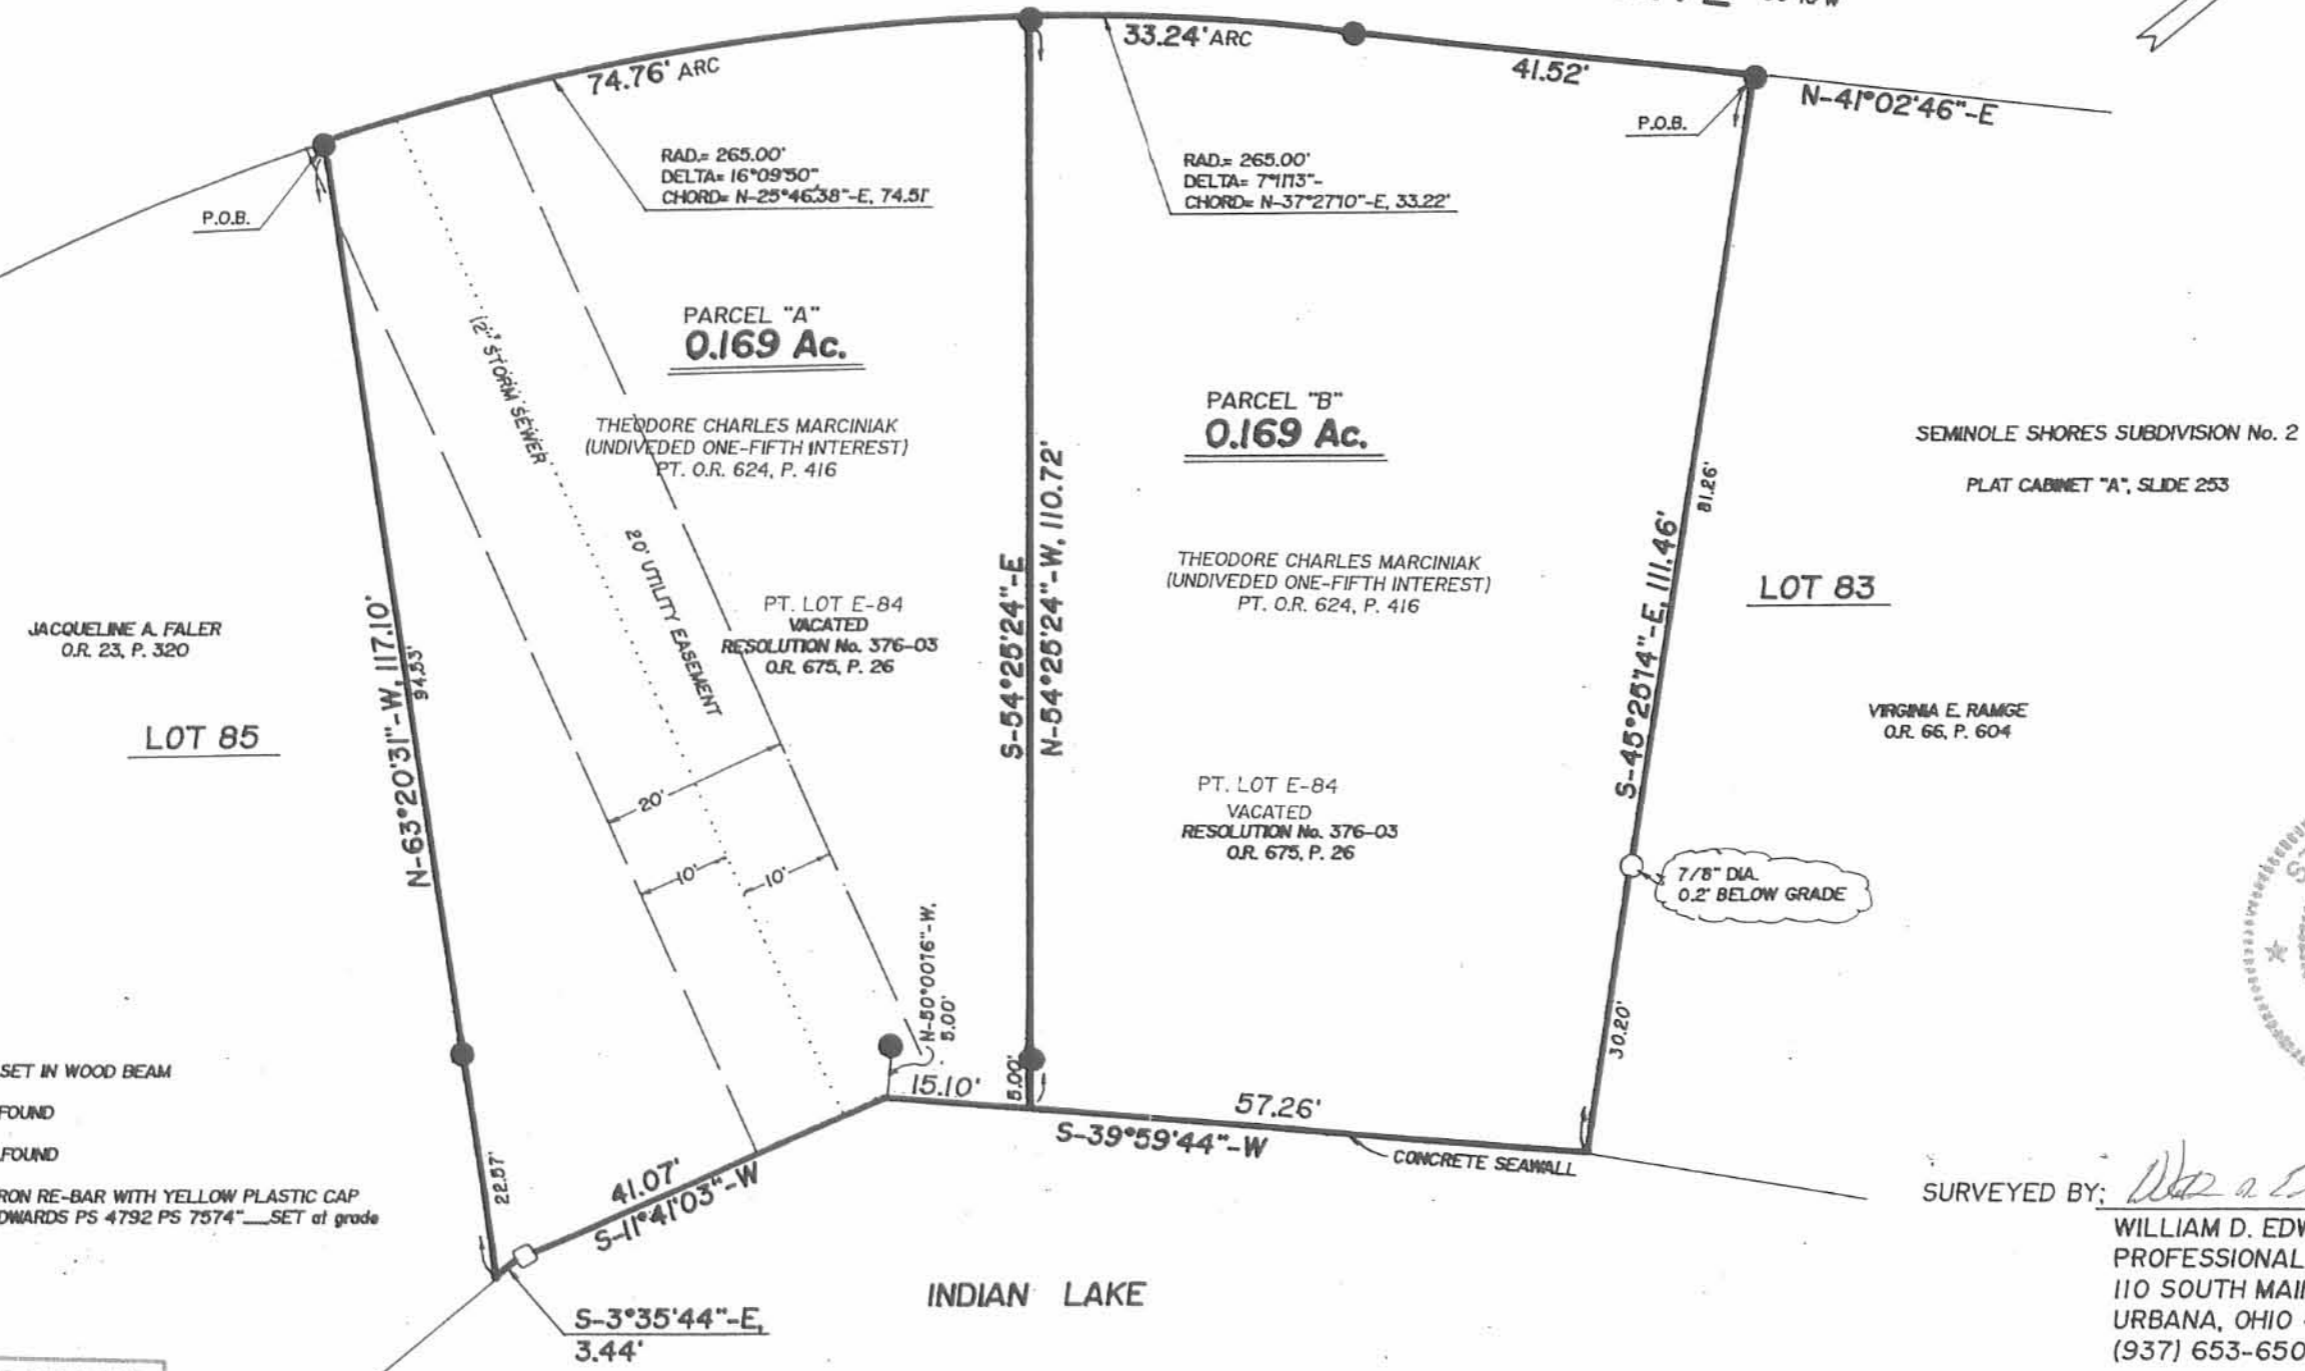 74.76' ARC
33.24' ARC
41.52'
N-41°02'46"-E
P.O.B.
P.O.B.
RAD.= 265.00'
DELTA= 16°09'50"
CHORD= N-25°46'38"-E, 74.51'
RAD.= 265.00'
DELTA= 7°11'13"-
CHORD= N-37°27'10"-E, 33.22'
12" STORM SEWER
PARCEL "A"
0.169 Ac.
THEODORE CHARLES MARCINIAK
(UNDIVEDED ONE-FIFTH INTEREST)
PT. O.R. 624, P. 416
20' UTILITY EASEMENT
PT. LOT E-84
VACATED
RESOLUTION No. 376-03
O.R. 675, P. 26
S-54°25'24"-E
N-54°25'24"-W, 110.72'
PARCEL "B"
0.169 Ac.
THEODORE CHARLES MARCINIAK
(UNDIVEDED ONE-FIFTH INTEREST)
PT. O.R. 624, P. 416
PT. LOT E-84
VACATED
RESOLUTION No. 376-03
O.R. 675, P. 26
81.26'
S-45°25'14"-E, 111.46'
SEMINOLE SHORES SUBDIVISION No. 2
PLAT CABINET "A", SLIDE 253
LOT 83
VIRGINIA E. RAMGE
O.R. 66, P. 604
7/8" DIA.
0.2' BELOW GRADE
30.20'
JACQUELINE A. FALER
O.R. 23, P. 320
LOT 85
N-63°20'31"-W, 117.10'
94.53'
20'
10'
10'
N-50°00'16"-W,
5.00'
15.10'
5.00'
57.26'
S-39°59'44"-W
CONCRETE SEAWALL
22.57'
41.07'
S-11°41'03"-W
S-3°35'44"-E,
3.44'
INDIAN LAKE
SET IN WOOD BEAM
FOUND
FOUND
RON RE-BAR WITH YELLOW PLASTIC CAP
DWARDS PS 4792 PS 7574"__SET at grade
SURVEYED BY:
WILLIAM D. EDW
PROFESSIONAL
110 SOUTH MAI
URBANA, OHIO
(937) 653-650